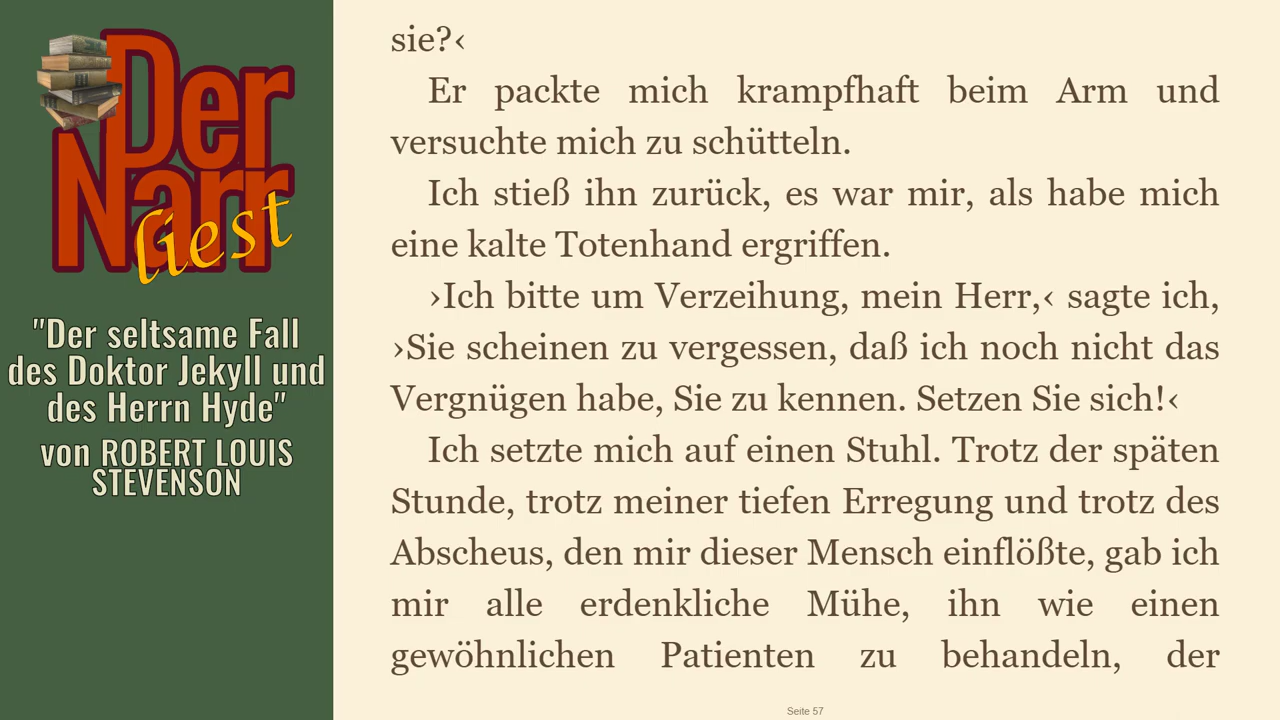 Der
Narr
liest
"Der seltsame Fall
des Doktor Jekyll und
des Herrn Hyde"
von ROBERT LOUIS
STEVENSON
sie?‹
Er packte mich krampfhaft beim Arm und
versuchte mich zu schütteln.
Ich stieß ihn zurück, es war mir, als habe mich
eine kalte Totenhand ergriffen.
›Ich bitte um Verzeihung, mein Herr,‹ sagte ich,
›Sie scheinen zu vergessen, daß ich noch nicht das
Vergnügen habe, Sie zu kennen. Setzen Sie sich!‹
Ich setzte mich auf einen Stuhl. Trotz der späten
Stunde, trotz meiner tiefen Erregung und trotz des
Abscheus, den mir dieser Mensch einflößte, gab ich
mir alle erdenkliche Mühe, ihn wie einen
gewöhnlichen Patienten zu behandeln, der
Seite 57